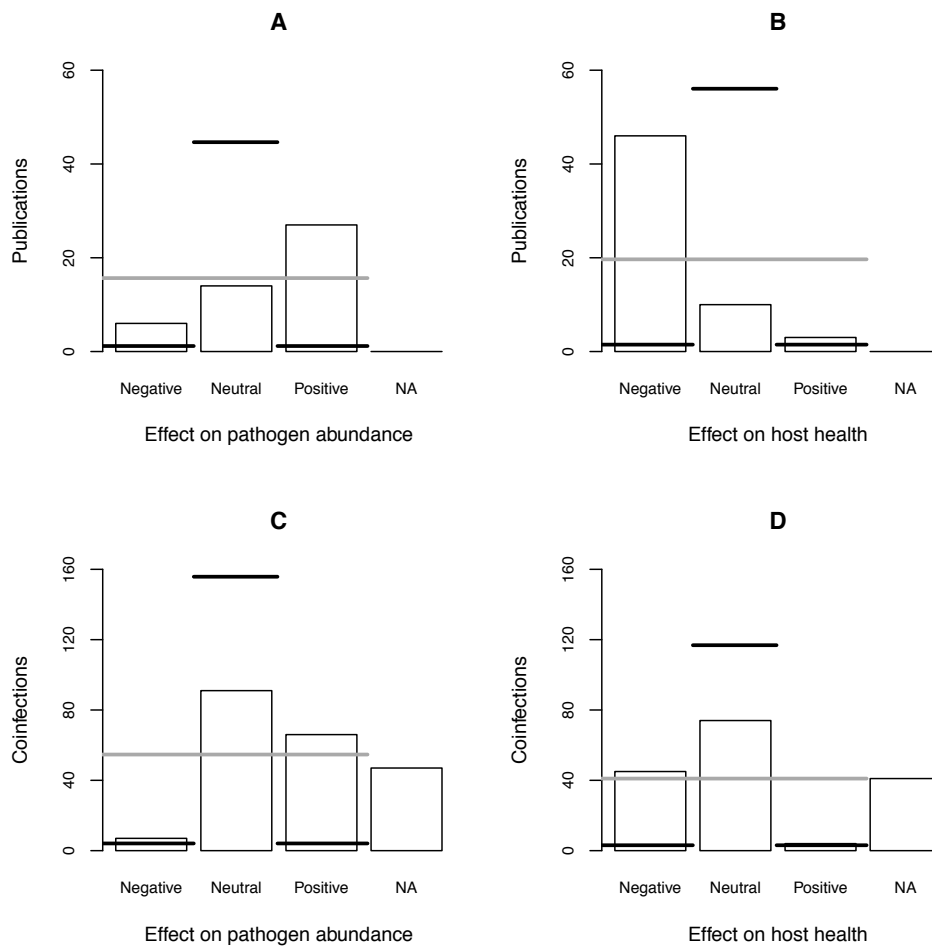 A
60
40
20
0
Publications
Negative Neutral Positive NA
Effect on pathogen abundance
B
60
40
20
0
Publications
Negative Neutral Positive NA
Effect on host health
C
160
120
80
40
0
Coinfections
Negative Neutral Positive NA
Effect on pathogen abundance
D
160
120
80
40
0
Coinfections
Negative Neutral Positive NA
Effect on host health